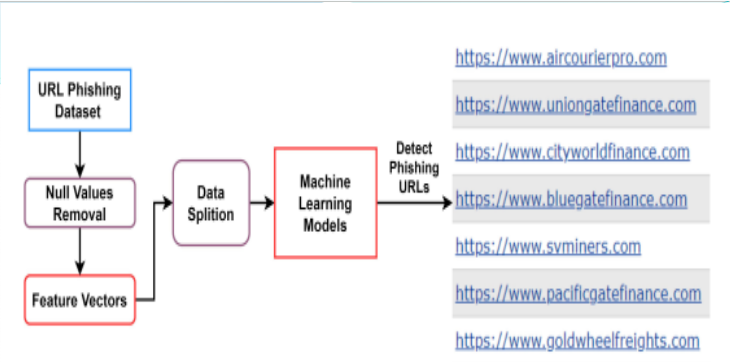 URL Phishing
Dataset
Null Values
Removal
Feature Vectors
Data
Splition
Machine
Learning
Models
Detect
Phishing
URLs
https://www.aircourierpro.com
https://www.uniongatefinance.com
https://www.cityworldfinance.com
https://www.bluegatefinance.com
https://www.svminers.com
https://www.pacificgatefinance.com
https://www.goldwheelfreights.com